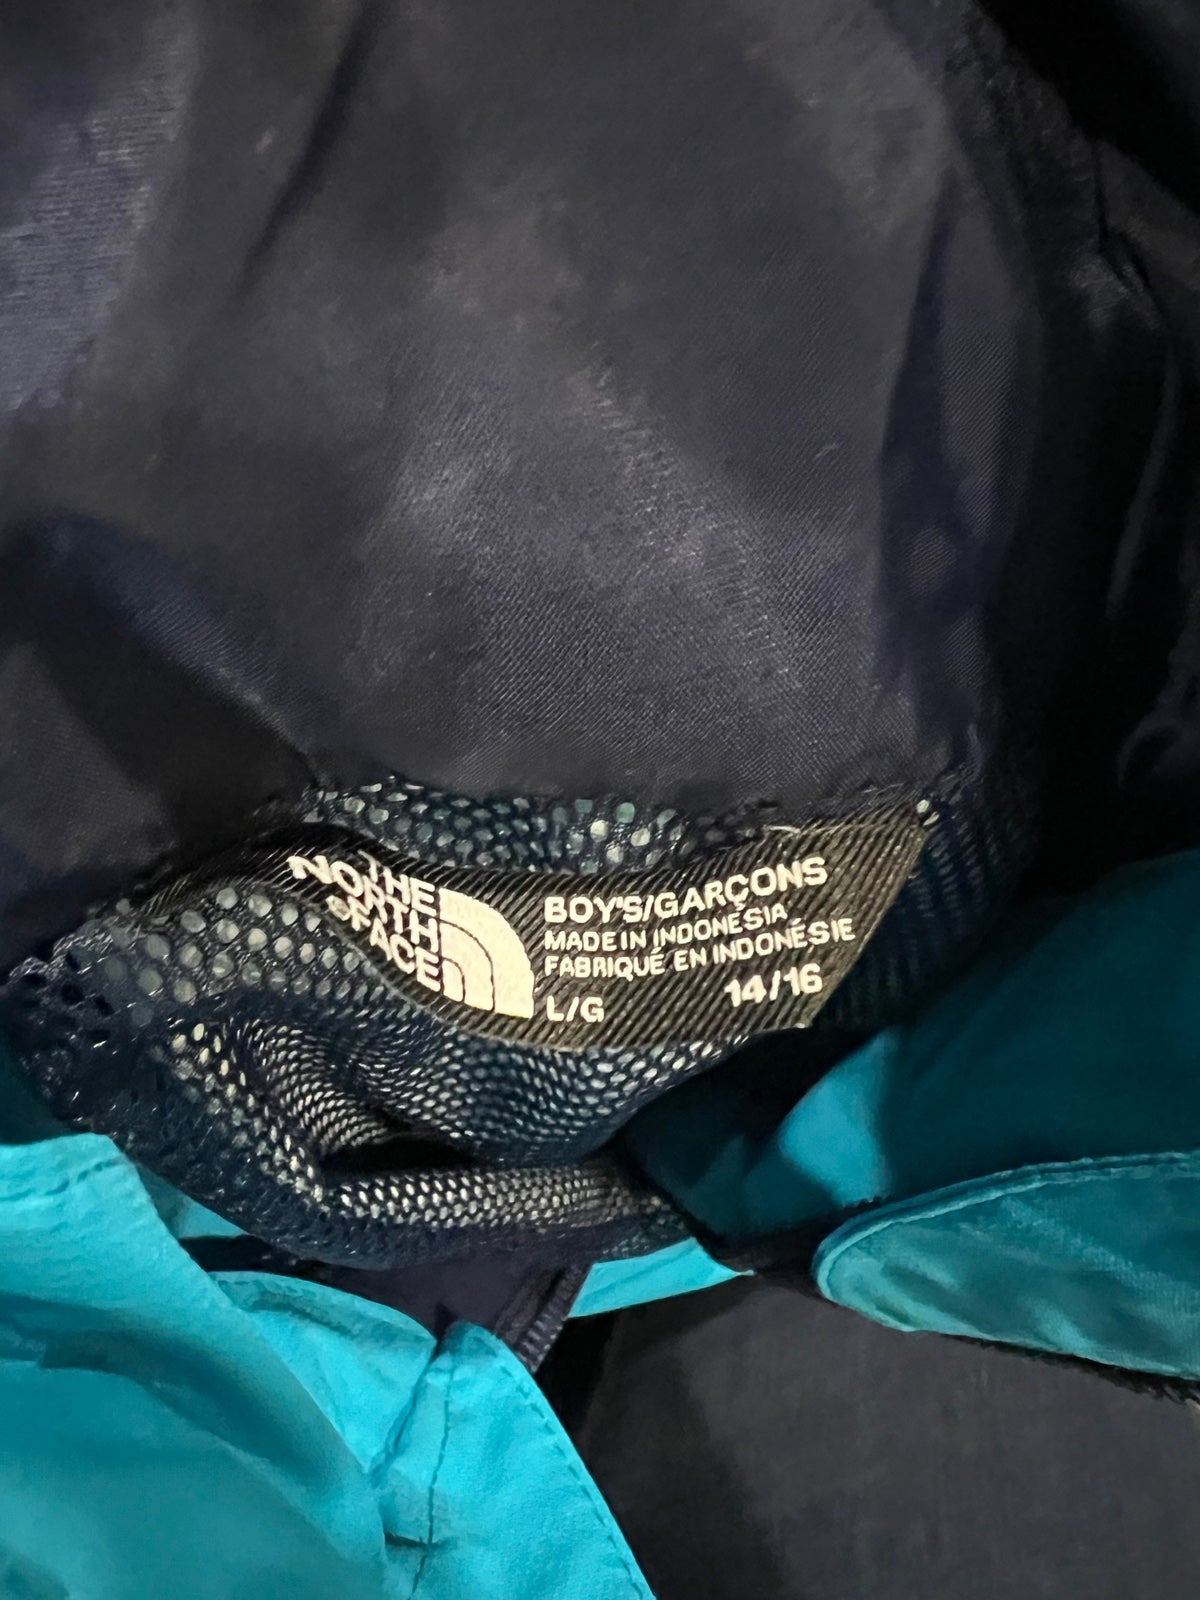 THE
NORTH
FACE
BOY'S/GARÇONS
MADE IN INDONESIA
FABRIQUÉ EN INDONÉSIE
L/G 14/16